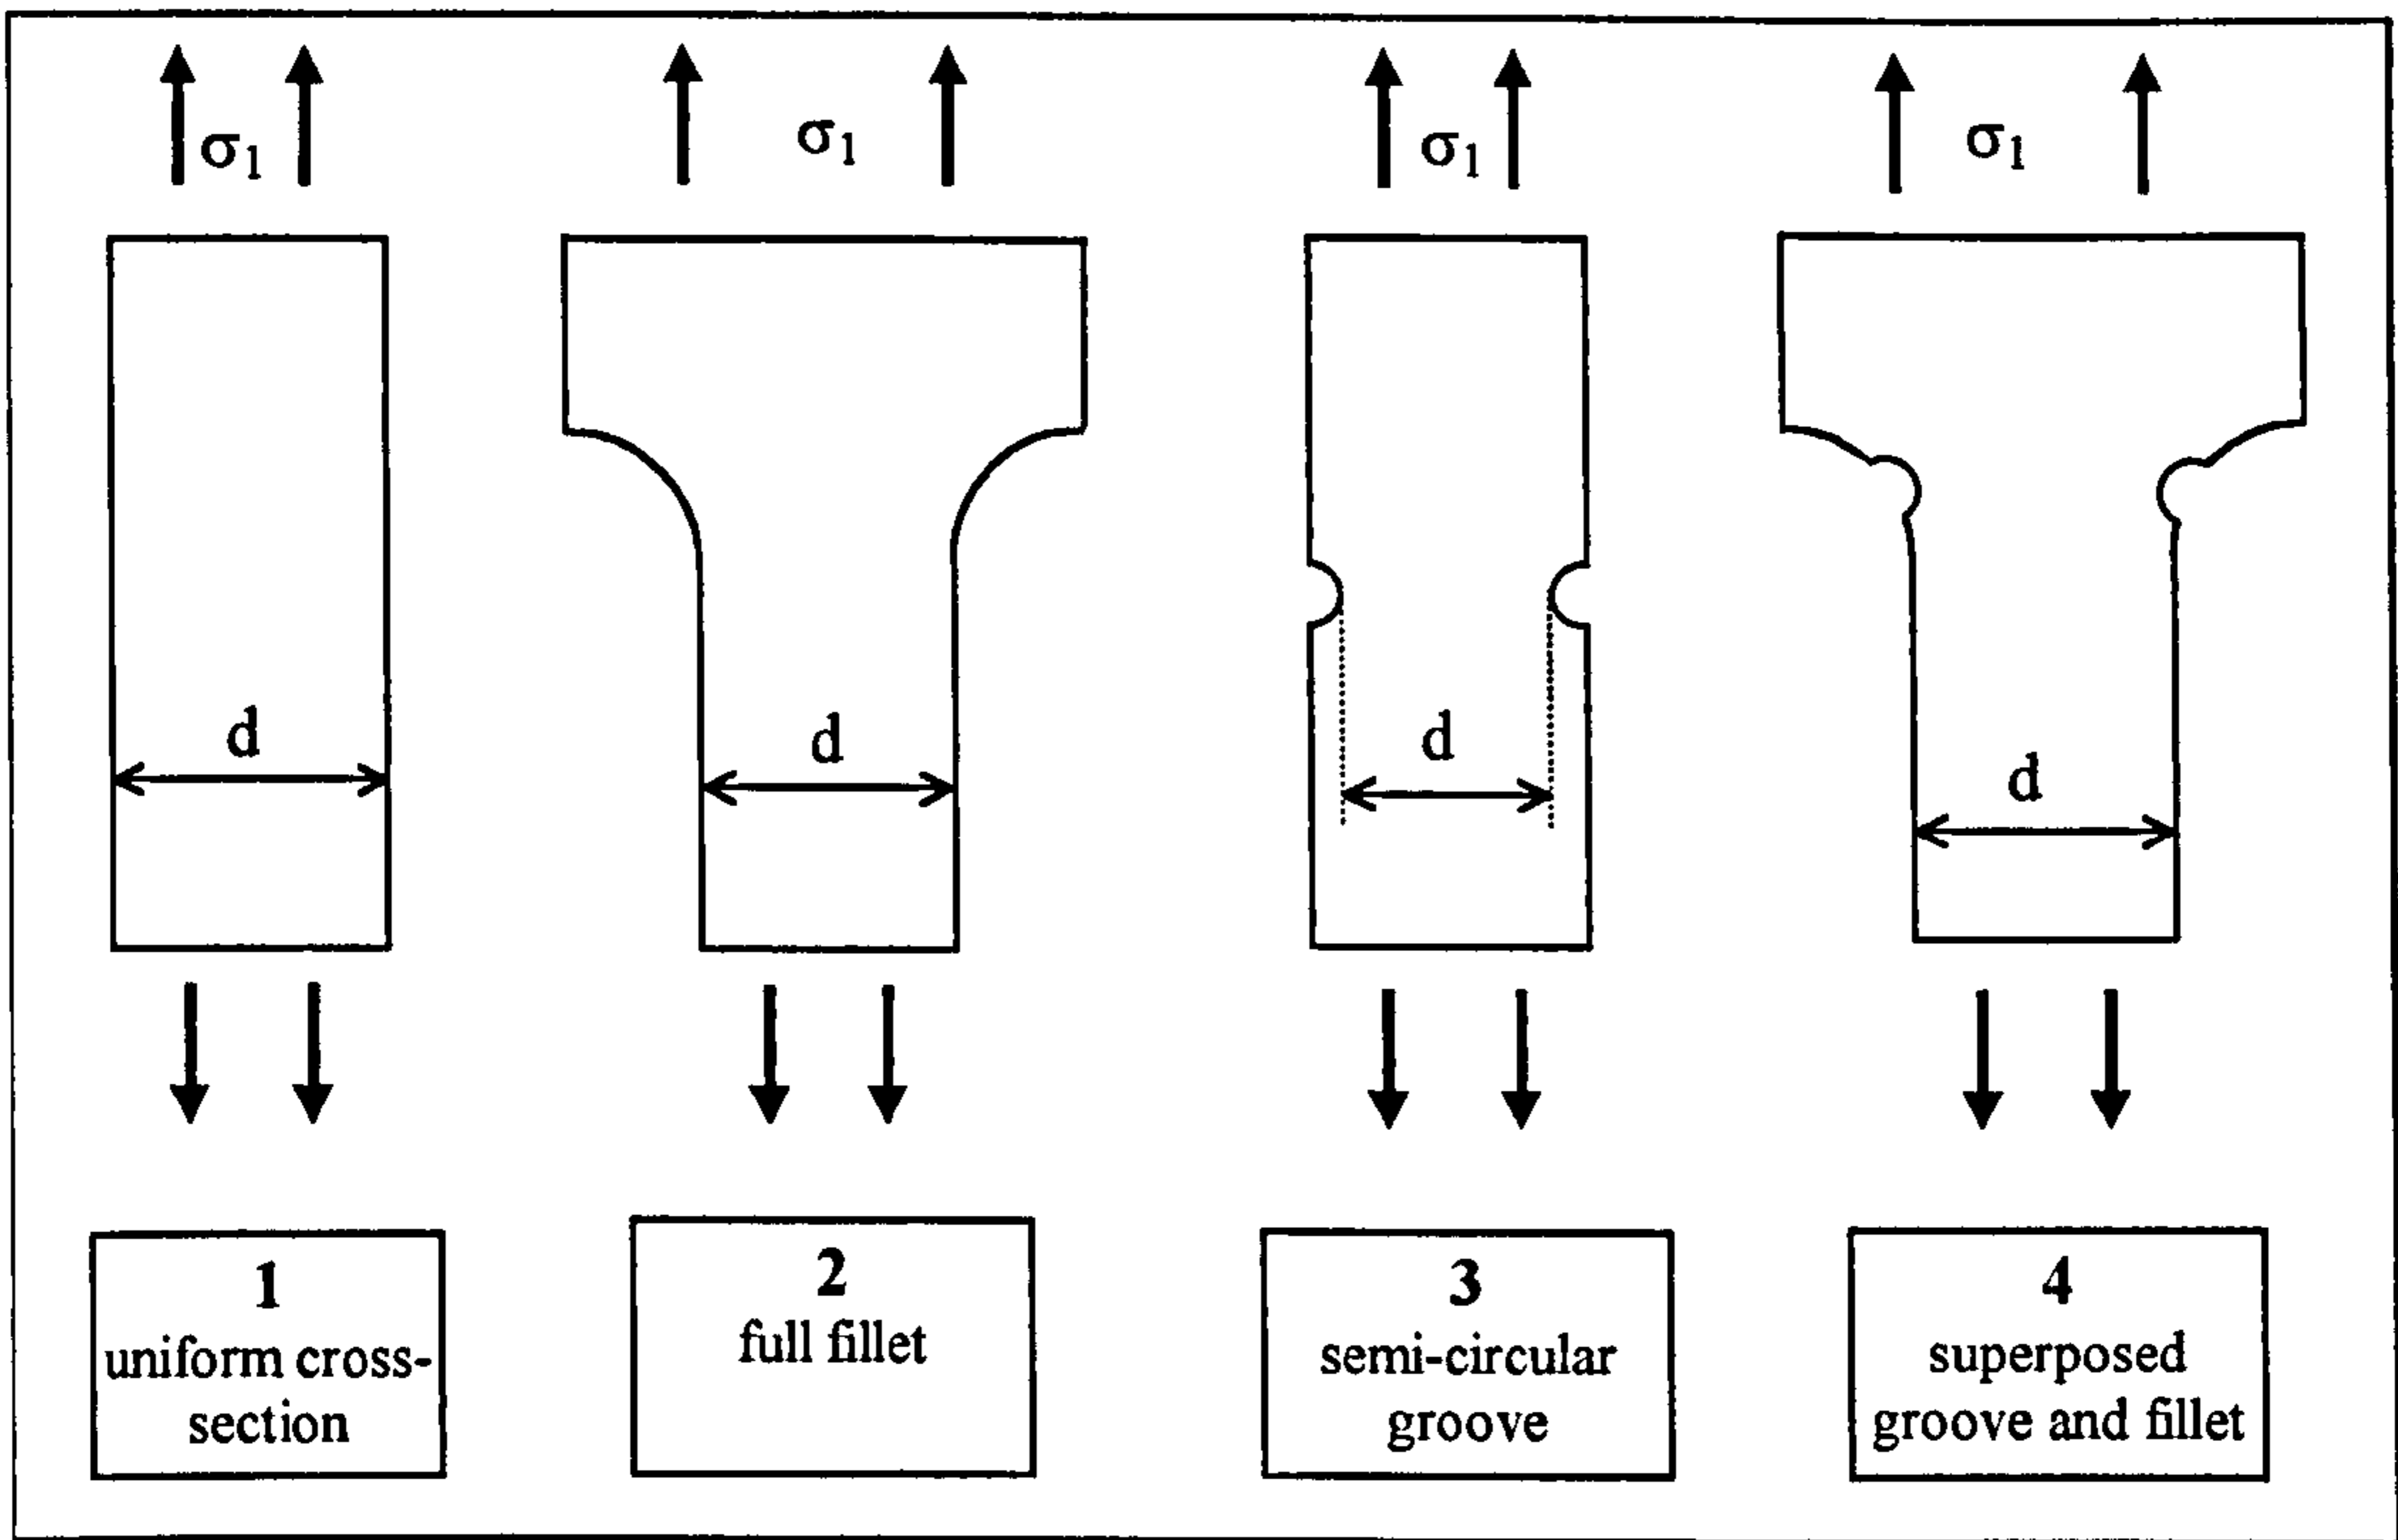 σ1
σ1
σ1
σ1
d
d
d
d
1
uniform cross-
section
2
full fillet
3
semi-circular
groove
4
superposed
groove and fillet